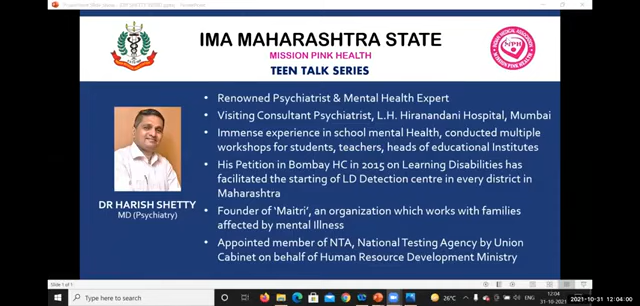 IMA MAHARASHTRA STATE
MISSION PINK HEALTH
TEEN TALK SERIES
• Renowned Psychiatrist & Mental Health Expert
• Visiting Consultant Psychiatrist, L.H. Hiranandani Hospital, Mumbai
• Immense experience in school mental Health, conducted multiple
workshops for students, teachers, heads of educational Institutes
• His Petition in Bombay HC in 2015 on Learning Disabilities has
facilitated the starting of LD Detection centre in every district in
Maharashtra
• Founder of 'Maitri', an organization which works with families
affected by mental Illness
• Appointed member of NTA, National Testing Agency by Union
Cabinet on behalf of Human Resource Development Ministry
DR HARISH SHETTY
MD (Psychiatry)
Slide 1 of 1
Type here to search
26°C
ENG
12:04
31-10-2021
2021-10-31 12:04:00